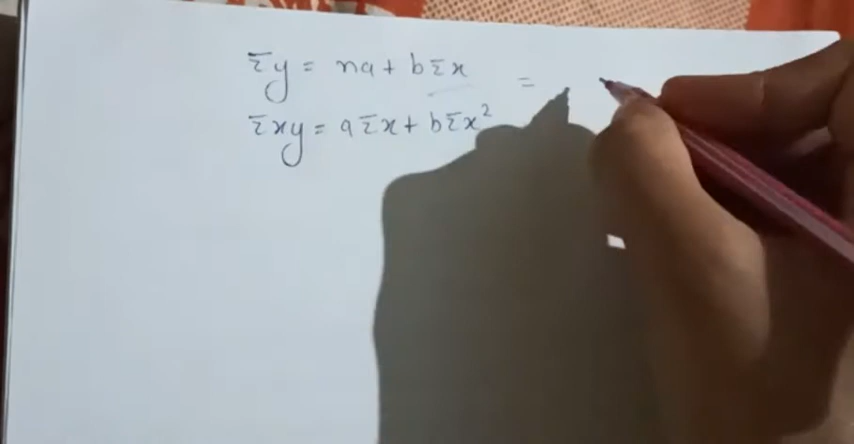 Σy = na + bΣx =
Σxy = aΣx + bΣx²